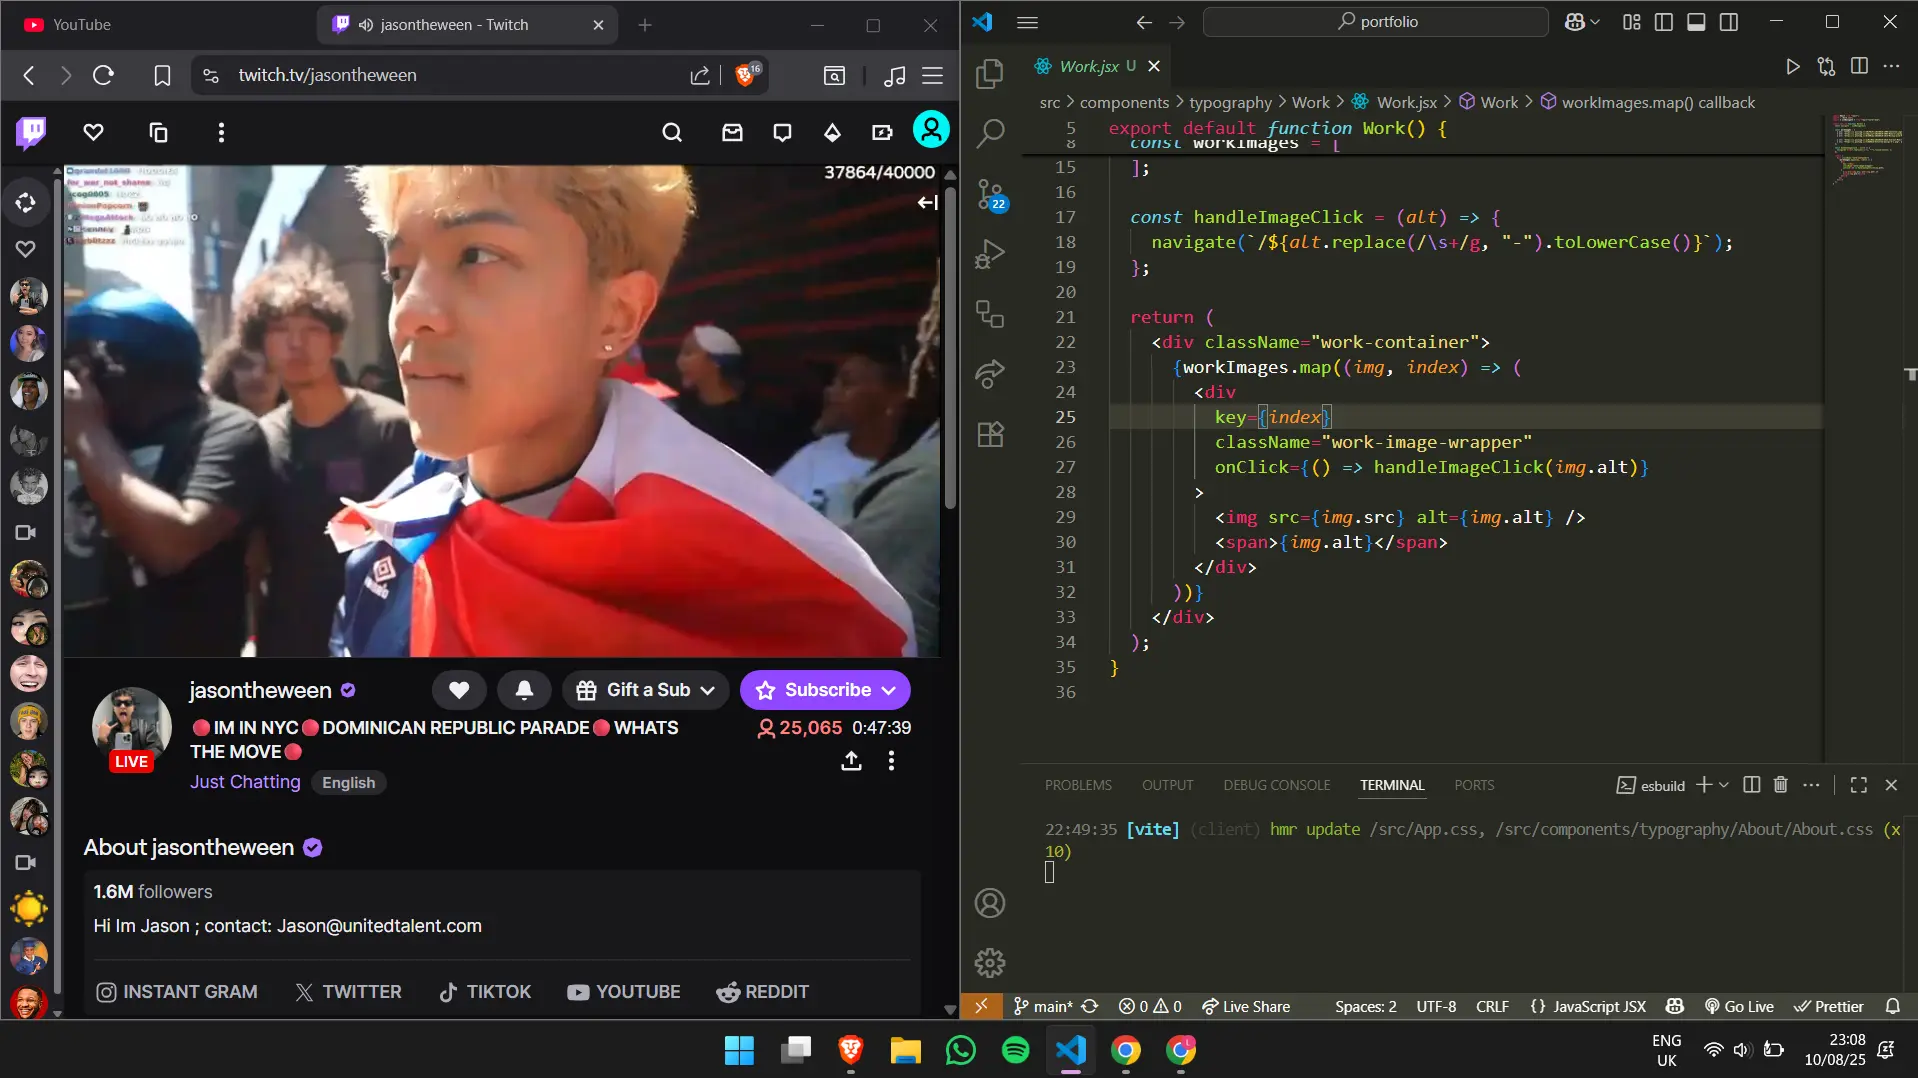 YouTube
jasontheween - Twitch
twitch.tv/jasontheween
16
37864/40000
jasontheween
Gift a Sub
Subscribe
🔴IM IN NYC🔴DOMINICAN REPUBLIC PARADE🔴WHATS
THE MOVE🔴
25,065 0:47:39
LIVE
Just Chatting English
About jasontheween
1.6M followers
Hi Im Jason ; contact: Jason@unitedtalent.com
INSTANT GRAM TWITTER TIKTOK YOUTUBE REDDIT
portfolio
Work.jsx U
src > components > typography > Work > Work.jsx > Work > workImages.map() callback
22
5 export default function Work() {
8 const workImages = [
15 ];
16
17 const handleImageClick = (alt) => {
18 navigate(`/${alt.replace(/\s+/g, "-").toLowerCase()}`);
19 };
20
21 return (
22 <div className="work-container">
23 {workImages.map((img, index) => (
24 <div
25 key={index}
26 className="work-image-wrapper"
27 onClick={() => handleImageClick(img.alt)}
28 >
29 <img src={img.src} alt={img.alt} />
30 <span>{img.alt}</span>
31 </div>
32 ))}
33 </div>
34 );
35 }
36
PROBLEMS OUTPUT DEBUG CONSOLE TERMINAL PORTS esbuild
22:49:35 [vite] (client) hmr update /src/App.css, /src/components/typography/About/About.css (x
10)
main* 0 0 Live Share Spaces: 2 UTF-8 CRLF {} JavaScript JSX Go Live Prettier
ENG
UK
23:08
10/08/25